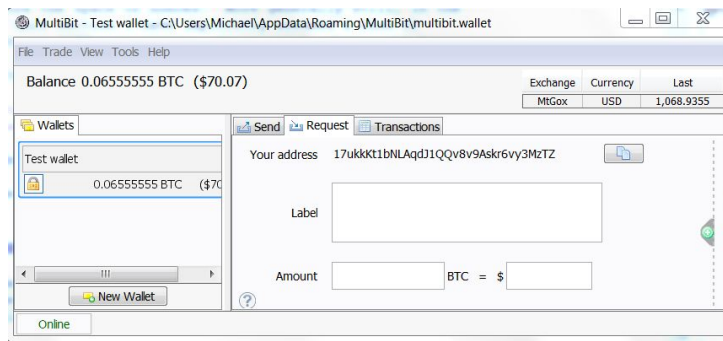 MultiBit - Test wallet - C:\Users\Michael\AppData\Roaming\MultiBit\multibit.wallet
File Trade View Tools Help
Balance 0.06555555 BTC ($70.07)
Exchange Currency Last
MtGox USD 1,068.9355
Wallets
Send Request Transactions
Test wallet
0.06555555 BTC ($70
Your address 17ukkKt1bNLAqdJ1QQv8v9Askr6vy3MzTZ
Label
Amount BTC = $
New Wallet
?
Online